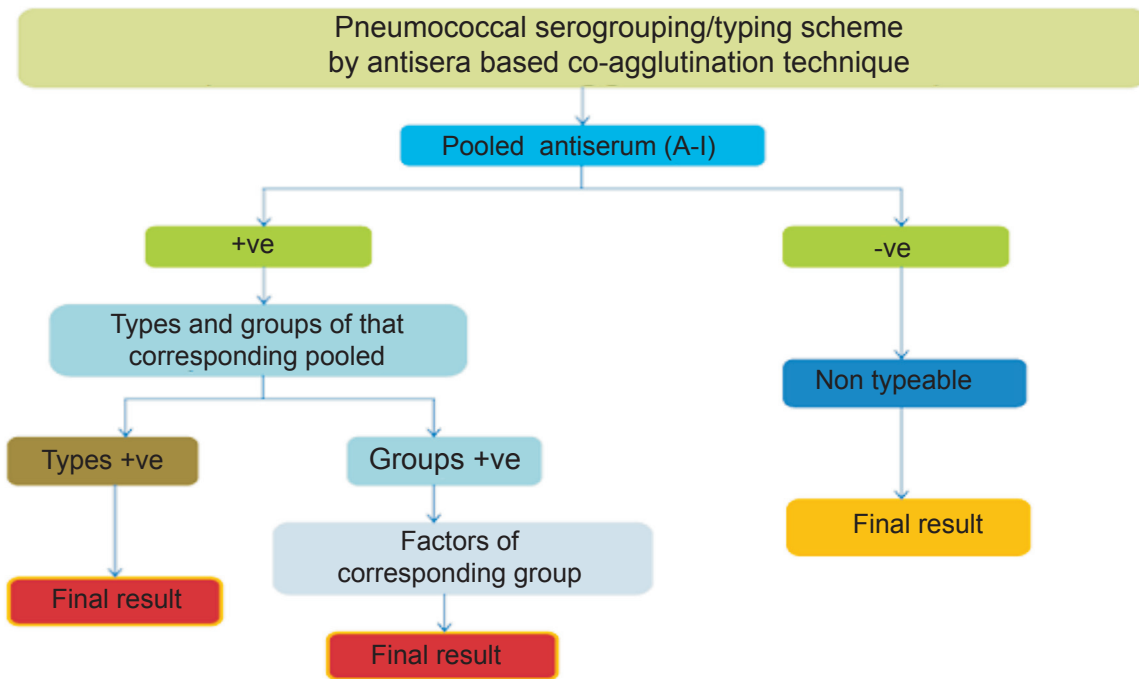 Pneumococcal serogrouping/typing scheme
by antisera based co-agglutination technique
Pooled antiserum (A-I)
+ve
-ve
Types and groups of that
corresponding pooled
Non typeable
Types +ve
Groups +ve
Final result
Factors of
corresponding group
Final result
Final result